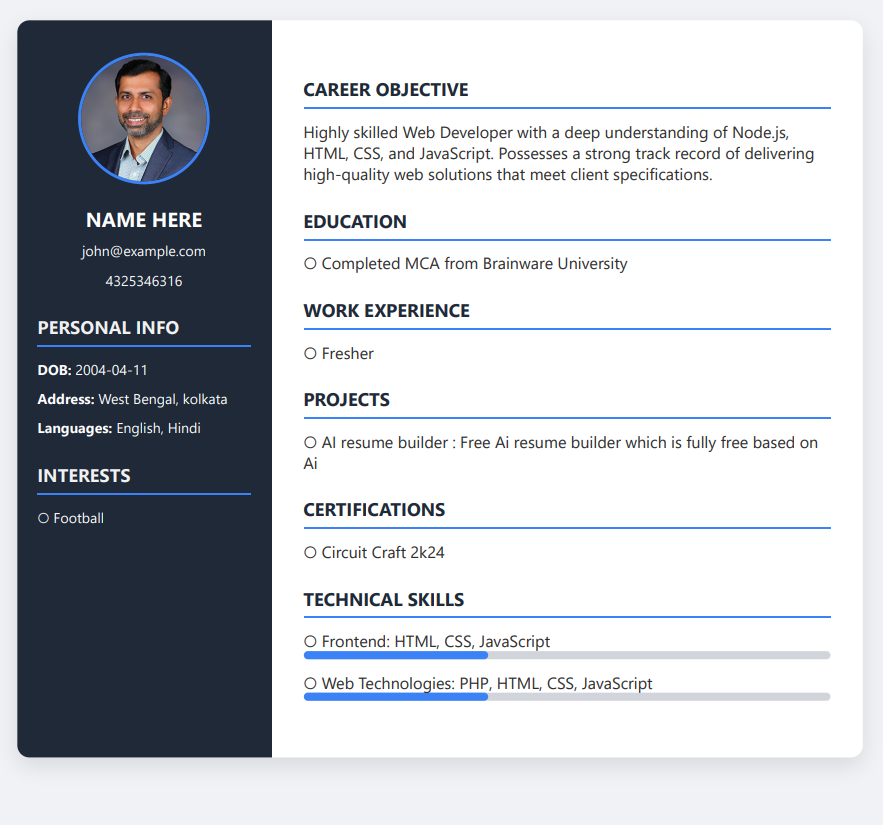 NAME HERE
john@example.com
4325346316
PERSONAL INFO
DOB: 2004-04-11
Address: West Bengal, kolkata
Languages: English, Hindi
INTERESTS
○ Football
CAREER OBJECTIVE
Highly skilled Web Developer with a deep understanding of Node.js,
HTML, CSS, and JavaScript. Possesses a strong track record of delivering
high-quality web solutions that meet client specifications.
EDUCATION
○ Completed MCA from Brainware University
WORK EXPERIENCE
○ Fresher
PROJECTS
○ AI resume builder : Free Ai resume builder which is fully free based on
Ai
CERTIFICATIONS
○ Circuit Craft 2k24
TECHNICAL SKILLS
○ Frontend: HTML, CSS, JavaScript
○ Web Technologies: PHP, HTML, CSS, JavaScript